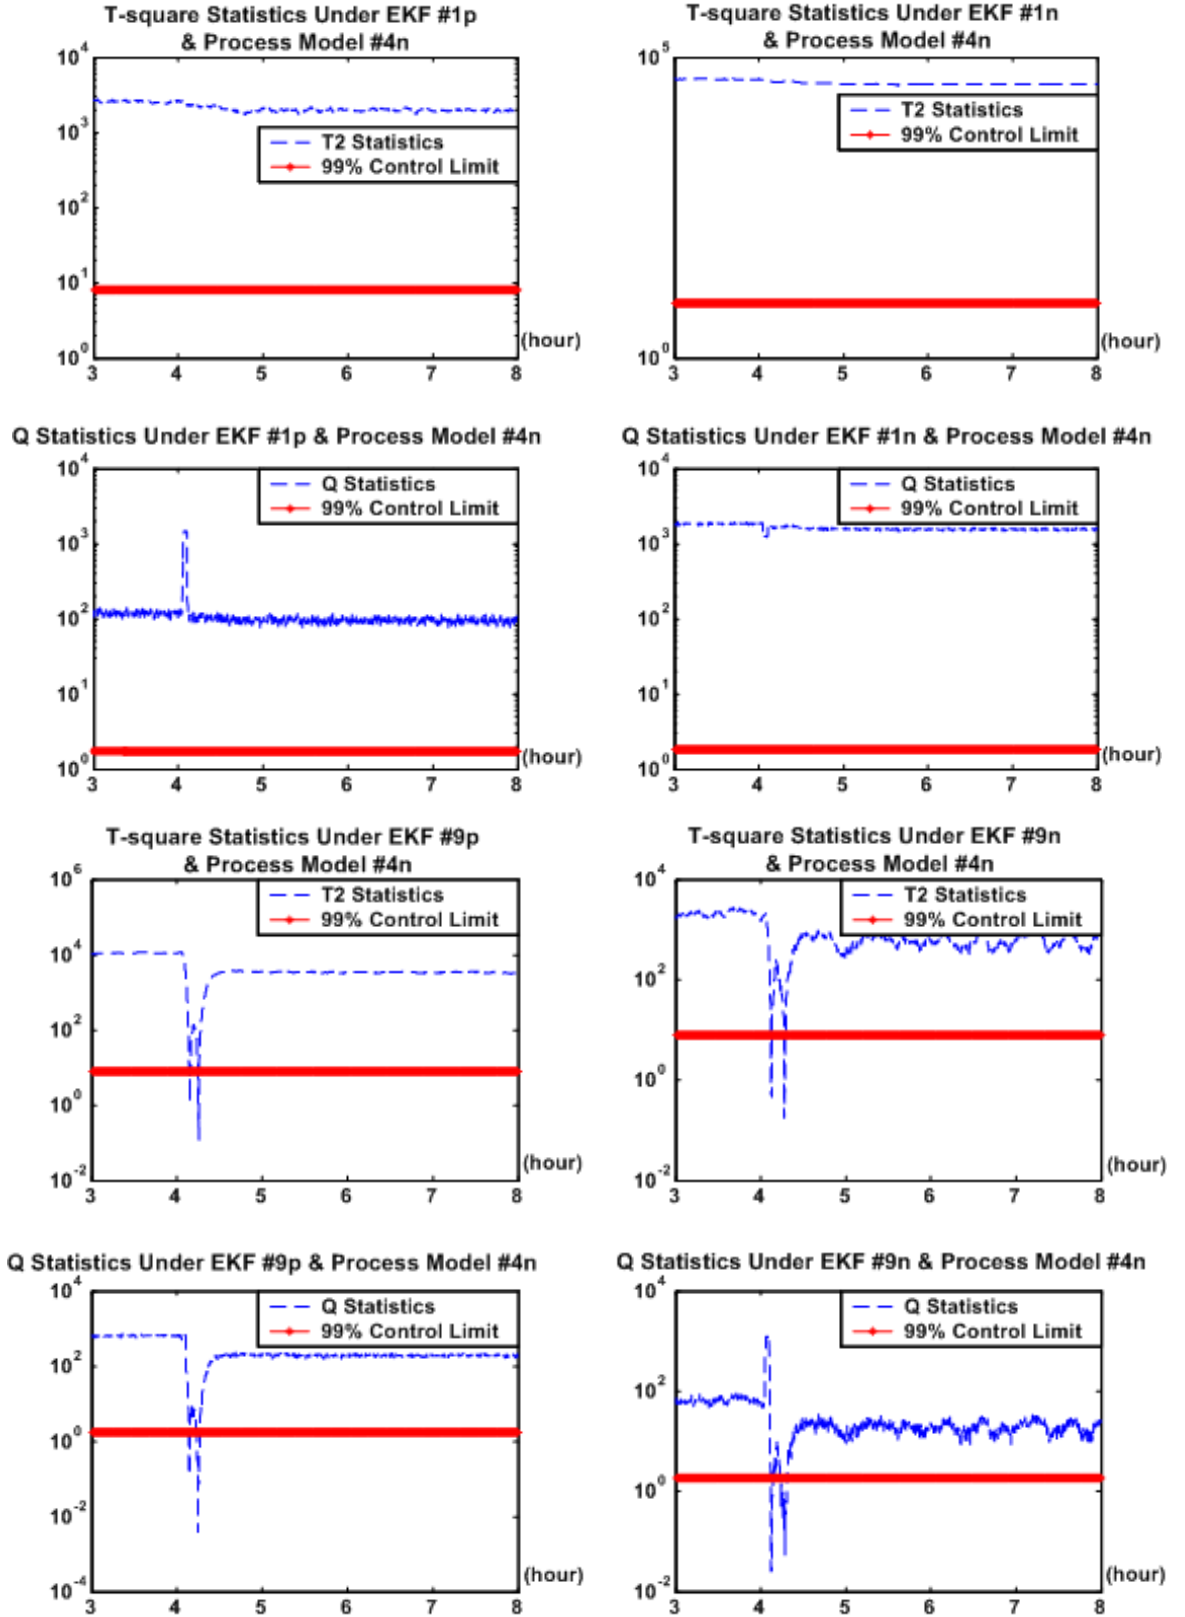 T-square Statistics Under EKF #1p
& Process Model #4n
10^4
10^3
10^2
10^1
10^0
T2 Statistics
99% Control Limit
(hour)
3 4 5 6 7 8
T-square Statistics Under EKF #1n
& Process Model #4n
10^5
10^0
T2 Statistics
99% Control Limit
(hour)
3 4 5 6 7 8
Q Statistics Under EKF #1p & Process Model #4n
10^4
10^3
10^2
10^1
10^0
Q Statistics
99% Control Limit
(hour)
3 4 5 6 7 8
Q Statistics Under EKF #1n & Process Model #4n
10^4
10^3
10^2
10^1
10^0
Q Statistics
99% Control Limit
(hour)
3 4 5 6 7 8
T-square Statistics Under EKF #9p
& Process Model #4n
10^6
10^4
10^2
10^0
10^-2
T2 Statistics
99% Control Limit
(hour)
3 4 5 6 7 8
T-square Statistics Under EKF #9n
& Process Model #4n
10^4
10^2
10^0
10^-2
T2 Statistics
99% Control Limit
(hour)
3 4 5 6 7 8
Q Statistics Under EKF #9p & Process Model #4n
10^4
10^2
10^0
10^-2
10^-4
Q Statistics
99% Control Limit
(hour)
3 4 5 6 7 8
Q Statistics Under EKF #9n & Process Model #4n
10^4
10^2
10^0
10^-2
Q Statistics
99% Control Limit
(hour)
3 4 5 6 7 8